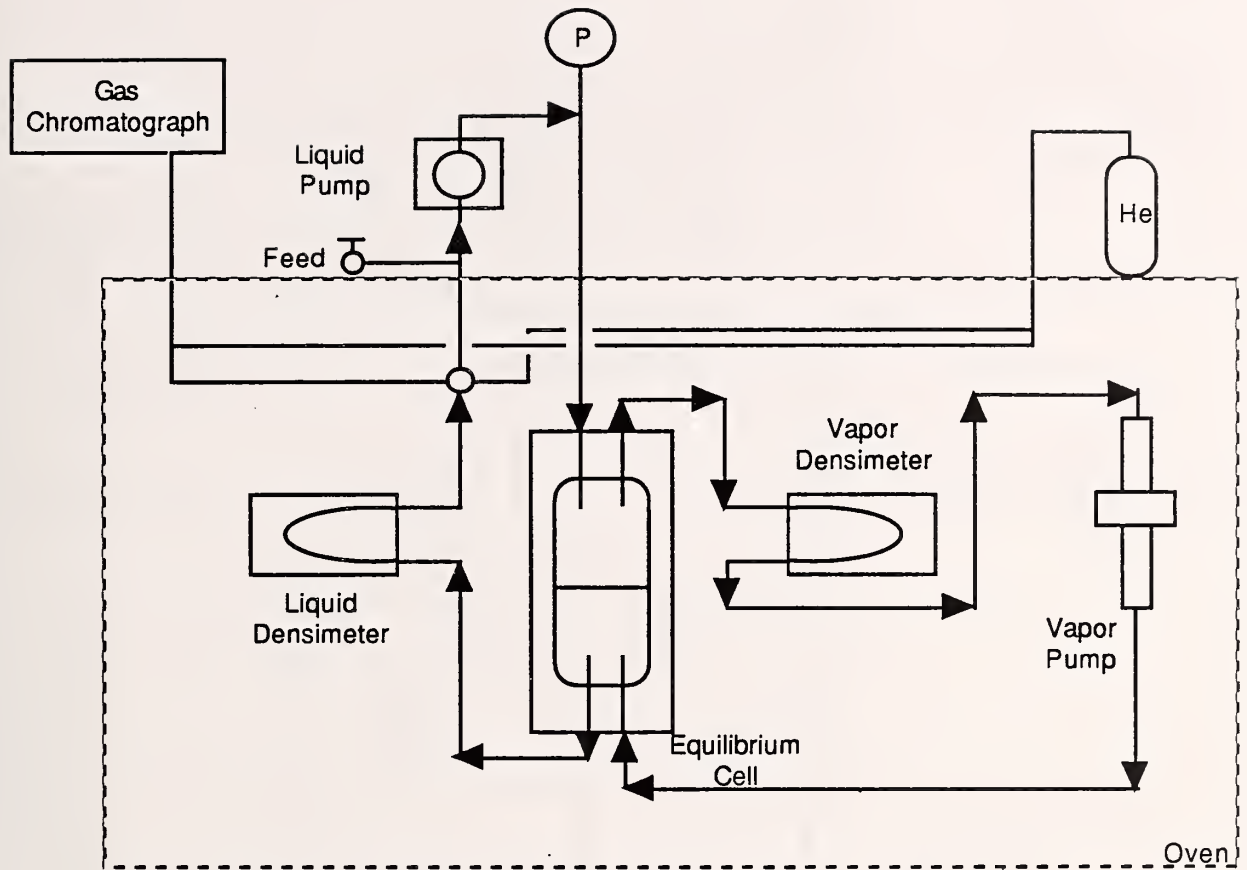 P
Gas
Chromatograph
Liquid
Pump
He
Feed
Vapor
Densimeter
Liquid
Densimeter
Vapor
Pump
Equilibrium
Cell
Oven